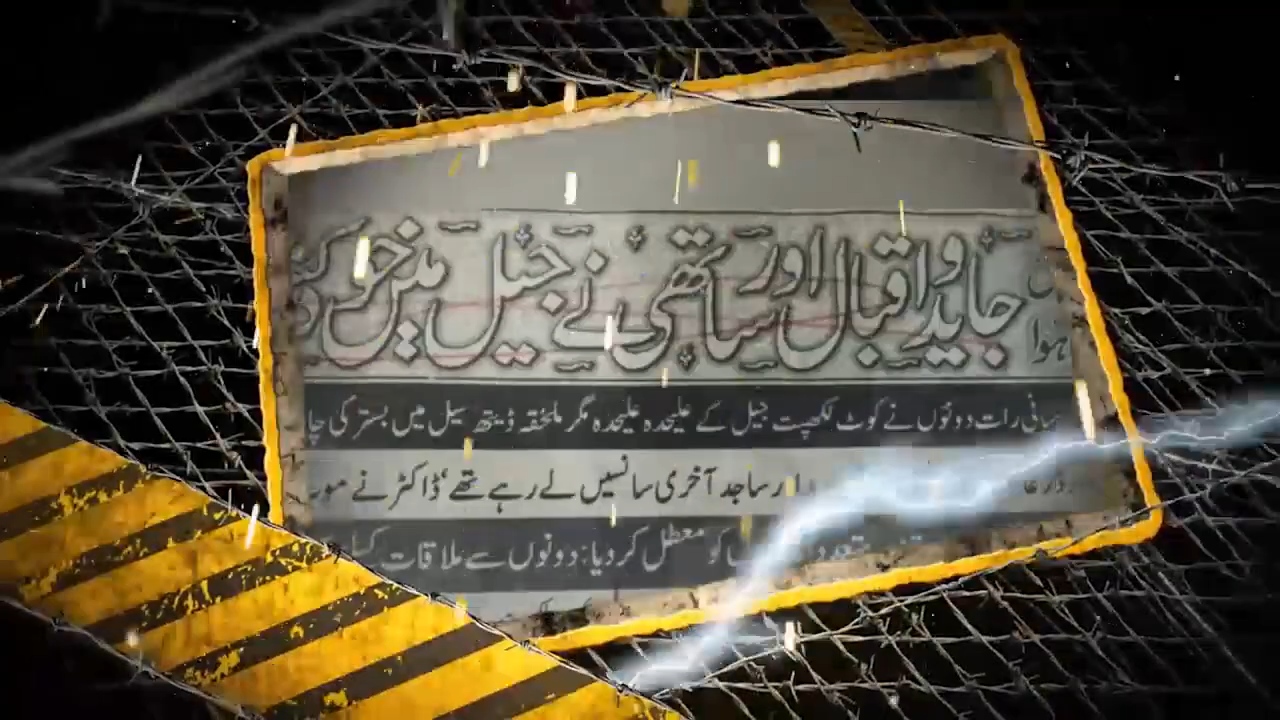 ہوا
جاوید اقبال اور ساتھی نے جیل میں
رات دونوں نے کوٹ لکھپت جیل کے علیحدہ علیحدہ مگر ملحقہ ڈیتھ سیل میں بستر کی
ساجد آخری سانسیں لے رہے تھے‘ ڈاکٹر نے
کو معطل کر دیا: دونوں سے ملاقات